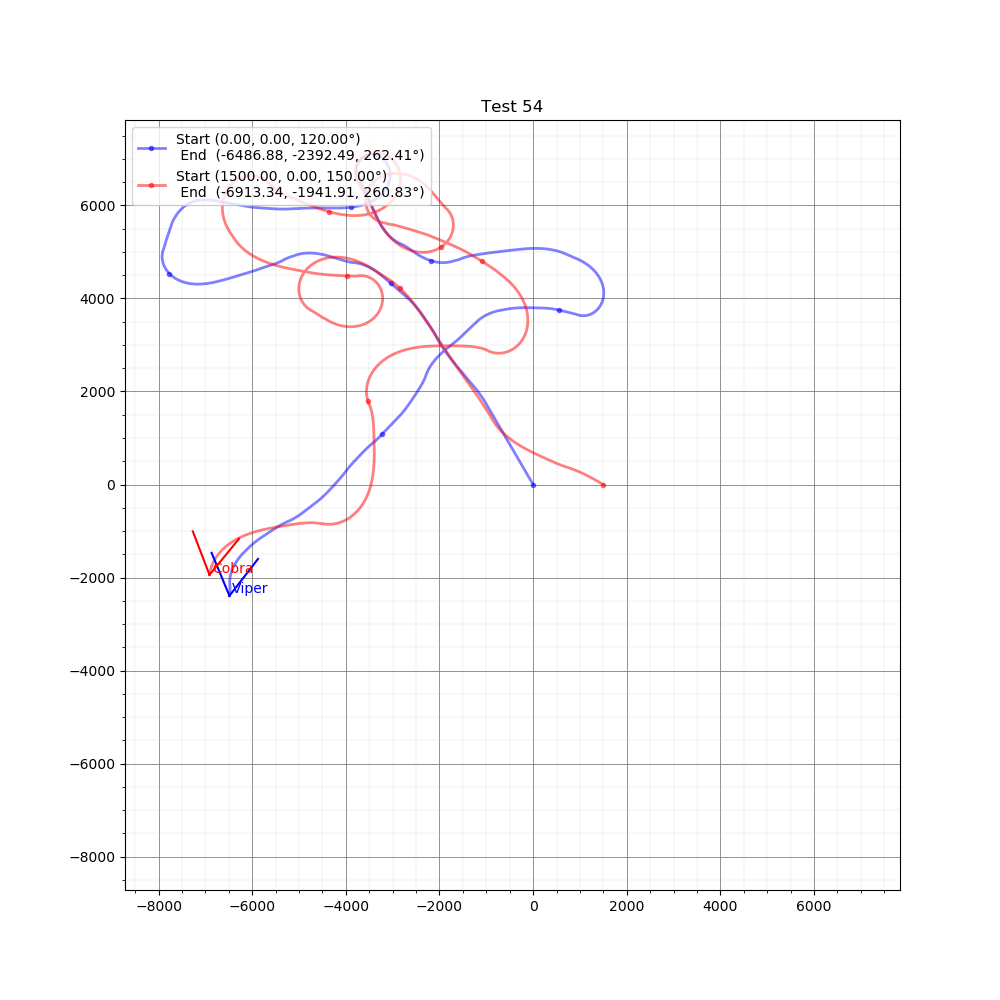 Test 54
Start (0.00, 0.00, 120.00°)
End (-6486.88, -2392.49, 262.41°)
Start (1500.00, 0.00, 150.00°)
End (-6913.34, -1941.91, 260.83°)
6000
4000
2000
0
−2000
−4000
−6000
−8000
Cobra
Viper
−8000 −6000 −4000 −2000 0 2000 4000 6000